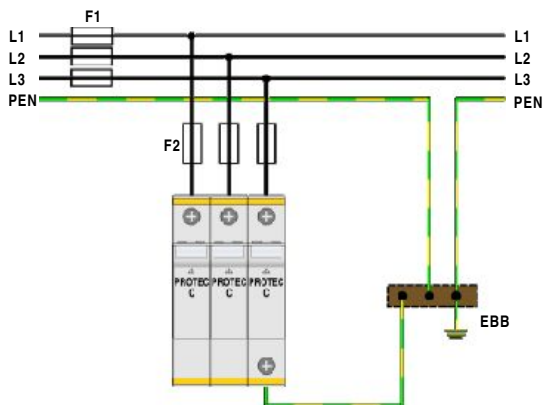 F1
L1 L1
L2 L2
L3 L3
PEN PEN
F2
PROTEC PROTEC PROTEC
C C C
EBB